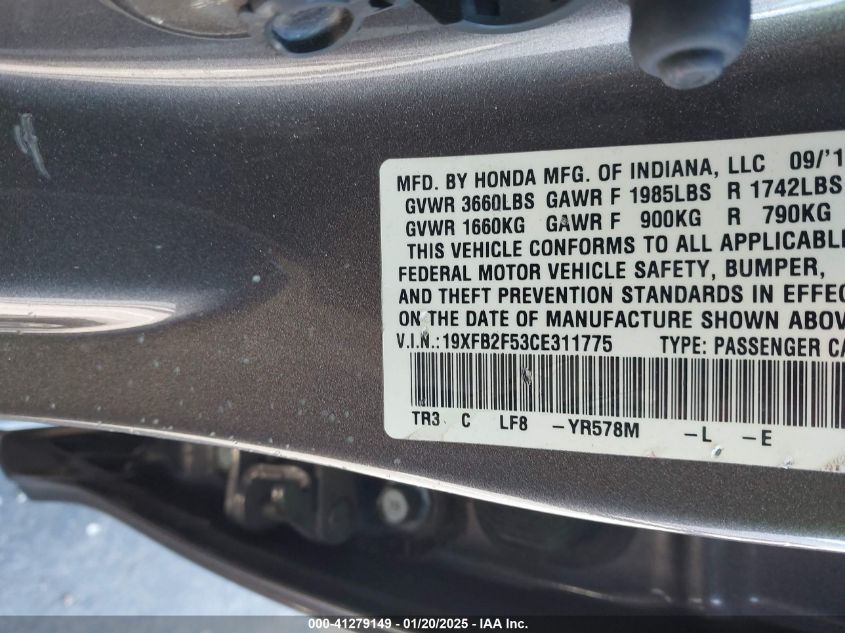 MFD. BY HONDA MFG. OF INDIANA, LLC 09/'1
GVWR 3660LBS GAWR F 1985LBS R 1742LBS
GVWR 1660KG GAWR F 900KG R 790KG
THIS VEHICLE CONFORMS TO ALL APPLICABLE
FEDERAL MOTOR VEHICLE SAFETY, BUMPER,
AND THEFT PREVENTION STANDARDS IN EFFEC
ON THE DATE OF MANUFACTURE SHOWN ABOV
V.I.N.:19XFB2F53CE311775 TYPE: PASSENGER CA
TR3 C LF8 -YR578M -L -E
000-41279149 - 01/20/2025 - IAA Inc.